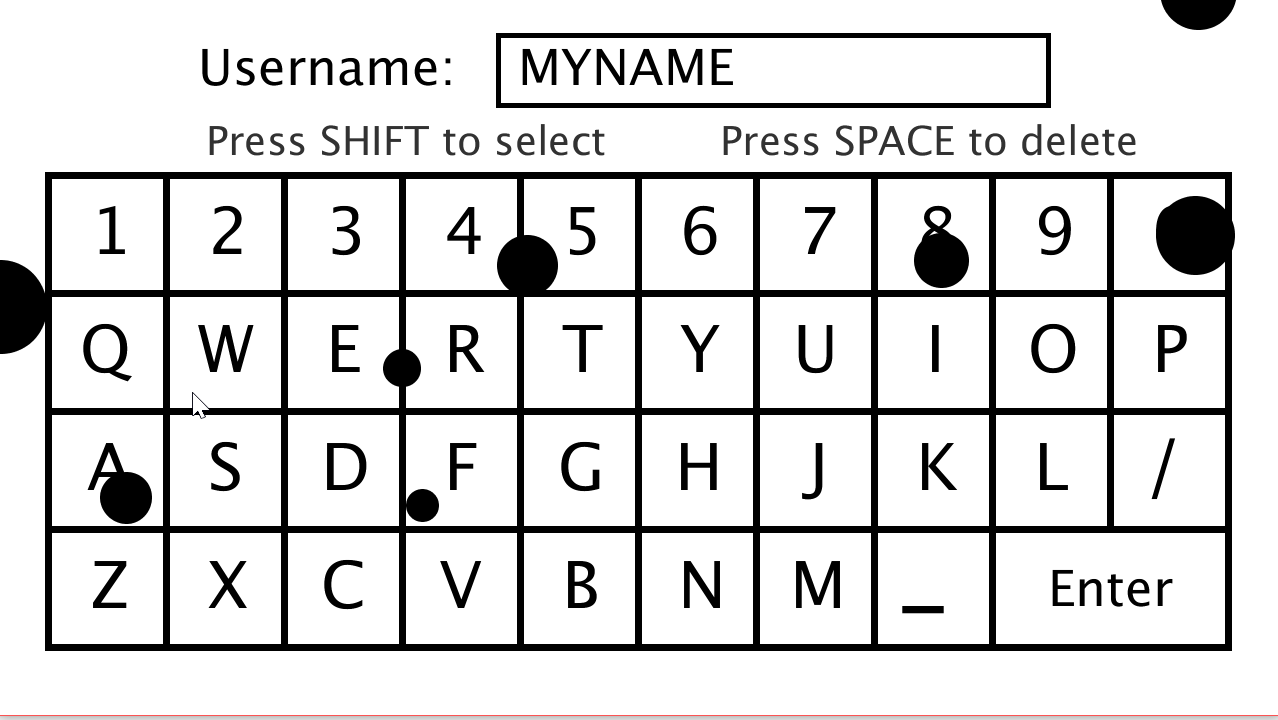 Username: MYNAME
Press SHIFT to select Press SPACE to delete
1 2 3 4 5 6 7 8 9
Q W E R T Y U I O P
A S D F G H J K L /
Z X C V B N M _ Enter